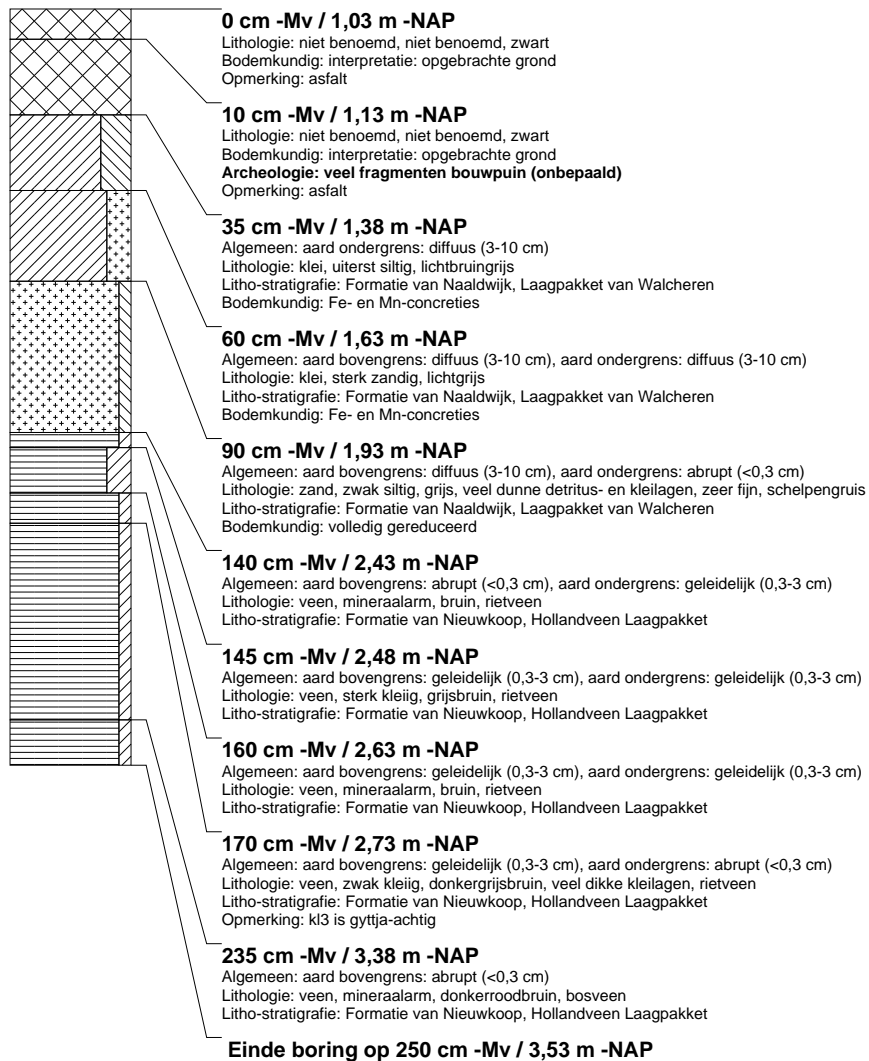 0 cm -Mv / 1,03 m -NAP
Lithologie: niet benoemd, niet benoemd, zwart
Bodemkundig: interpretatie: opgebrachte grond
Opmerking: asfalt
10 cm -Mv / 1,13 m -NAP
Lithologie: niet benoemd, niet benoemd, zwart
Bodemkundig: interpretatie: opgebrachte grond
Archeologie: veel fragmenten bouwpuin (onbepaald)
Opmerking: asfalt
35 cm -Mv / 1,38 m -NAP
Algemeen: aard ondergrens: diffuus (3-10 cm)
Lithologie: klei, uiterst siltig, lichtbruingrijs
Litho-stratigrafie: Formatie van Naaldwijk, Laagpakket van Walcheren
Bodemkundig: Fe- en Mn-concreties
60 cm -Mv / 1,63 m -NAP
Algemeen: aard bovengrens: diffuus (3-10 cm), aard ondergrens: diffuus (3-10 cm)
Lithologie: klei, sterk zandig, lichtgrijs
Litho-stratigrafie: Formatie van Naaldwijk, Laagpakket van Walcheren
Bodemkundig: Fe- en Mn-concreties
90 cm -Mv / 1,93 m -NAP
Algemeen: aard bovengrens: diffuus (3-10 cm), aard ondergrens: abrupt (<0,3 cm)
Lithologie: zand, zwak siltig, grijs, veel dunne detritus- en kleilagen, zeer fijn, schelpengruis
Litho-stratigrafie: Formatie van Naaldwijk, Laagpakket van Walcheren
Bodemkundig: volledig gereduceerd
140 cm -Mv / 2,43 m -NAP
Algemeen: aard bovengrens: abrupt (<0,3 cm), aard ondergrens: geleidelijk (0,3-3 cm)
Lithologie: veen, mineraalarm, bruin, rietveen
Litho-stratigrafie: Formatie van Nieuwkoop, Hollandveen Laagpakket
145 cm -Mv / 2,48 m -NAP
Algemeen: aard bovengrens: geleidelijk (0,3-3 cm), aard ondergrens: geleidelijk (0,3-3 cm)
Lithologie: veen, sterk kleiig, grijsbruin, rietveen
Litho-stratigrafie: Formatie van Nieuwkoop, Hollandveen Laagpakket
160 cm -Mv / 2,63 m -NAP
Algemeen: aard bovengrens: geleidelijk (0,3-3 cm), aard ondergrens: geleidelijk (0,3-3 cm)
Lithologie: veen, mineraalarm, bruin, rietveen
Litho-stratigrafie: Formatie van Nieuwkoop, Hollandveen Laagpakket
170 cm -Mv / 2,73 m -NAP
Algemeen: aard bovengrens: geleidelijk (0,3-3 cm), aard ondergrens: abrupt (<0,3 cm)
Lithologie: veen, zwak kleiig, donkergrijsbruin, veel dikke kleilagen, rietveen
Litho-stratigrafie: Formatie van Nieuwkoop, Hollandveen Laagpakket
Opmerking: kl3 is gyttja-achtig
235 cm -Mv / 3,38 m -NAP
Algemeen: aard bovengrens: abrupt (<0,3 cm)
Lithologie: veen, mineraalarm, donkerroodbruin, bosveen
Litho-stratigrafie: Formatie van Nieuwkoop, Hollandveen Laagpakket
Einde boring op 250 cm -Mv / 3,53 m -NAP